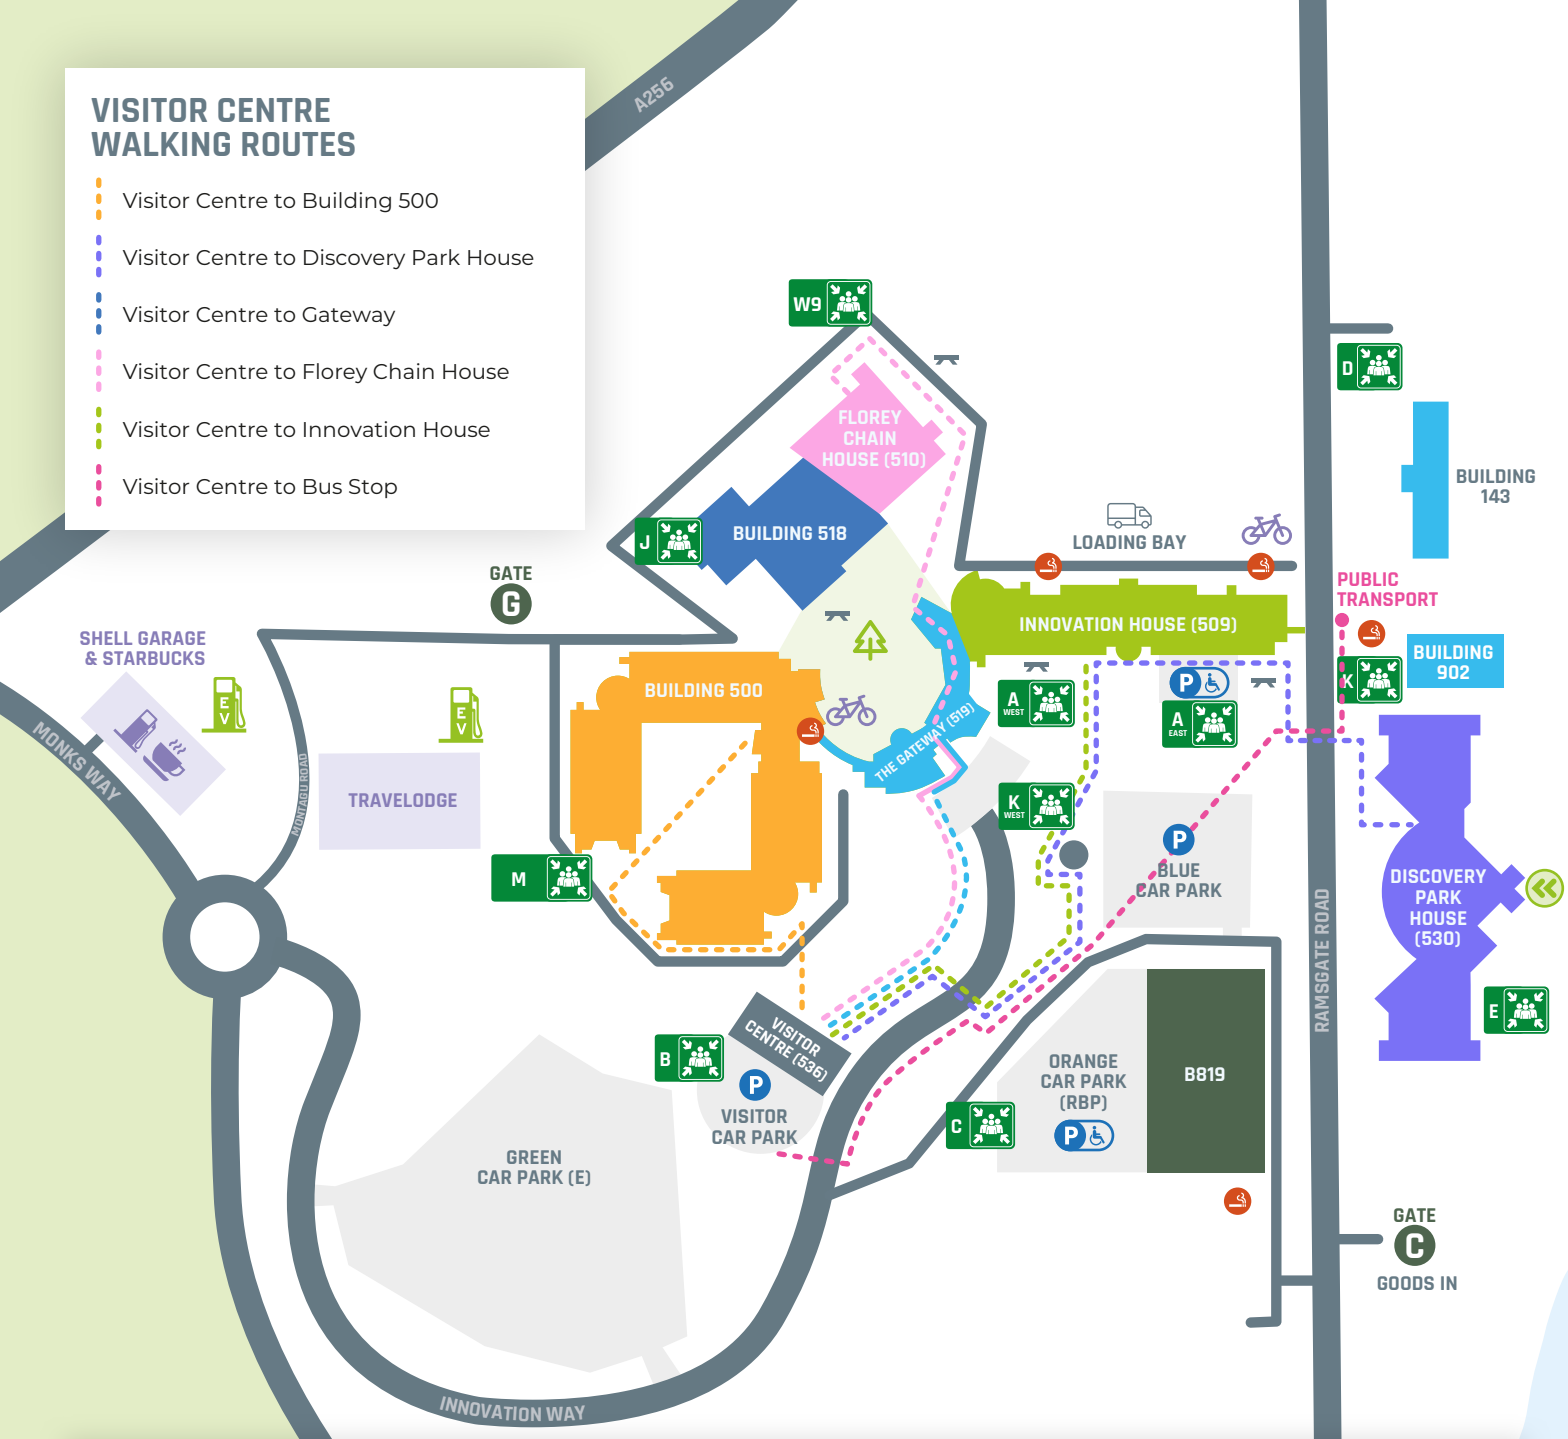 VISITOR CENTRE
WALKING ROUTES
Visitor Centre to Building 500
Visitor Centre to Discovery Park House
Visitor Centre to Gateway
Visitor Centre to Florey Chain House
Visitor Centre to Innovation House
Visitor Centre to Bus Stop
A256
W9
D
FLOREY
CHAIN
HOUSE (510)
BUILDING
143
BUILDING 518
J
LOADING BAY
GATE
G
PUBLIC
TRANSPORT
INNOVATION HOUSE (509)
SHELL GARAGE
& STARBUCKS
BUILDING
902
K
E
V
E
V
BUILDING 500
A
WEST
P
A
EAST
THE GATEWAY (519)
MONKS WAY
MONTAGU ROAD
TRAVELODGE
K
WEST
P
BLUE
CAR PARK
M
DISCOVERY
PARK
HOUSE
(530)
RAMSGATE ROAD
E
VISITOR
CENTRE (536)
B
P
VISITOR
CAR PARK
ORANGE
CAR PARK
(RBP)
P
B819
C
GREEN
CAR PARK (E)
GATE
C
GOODS IN
INNOVATION WAY